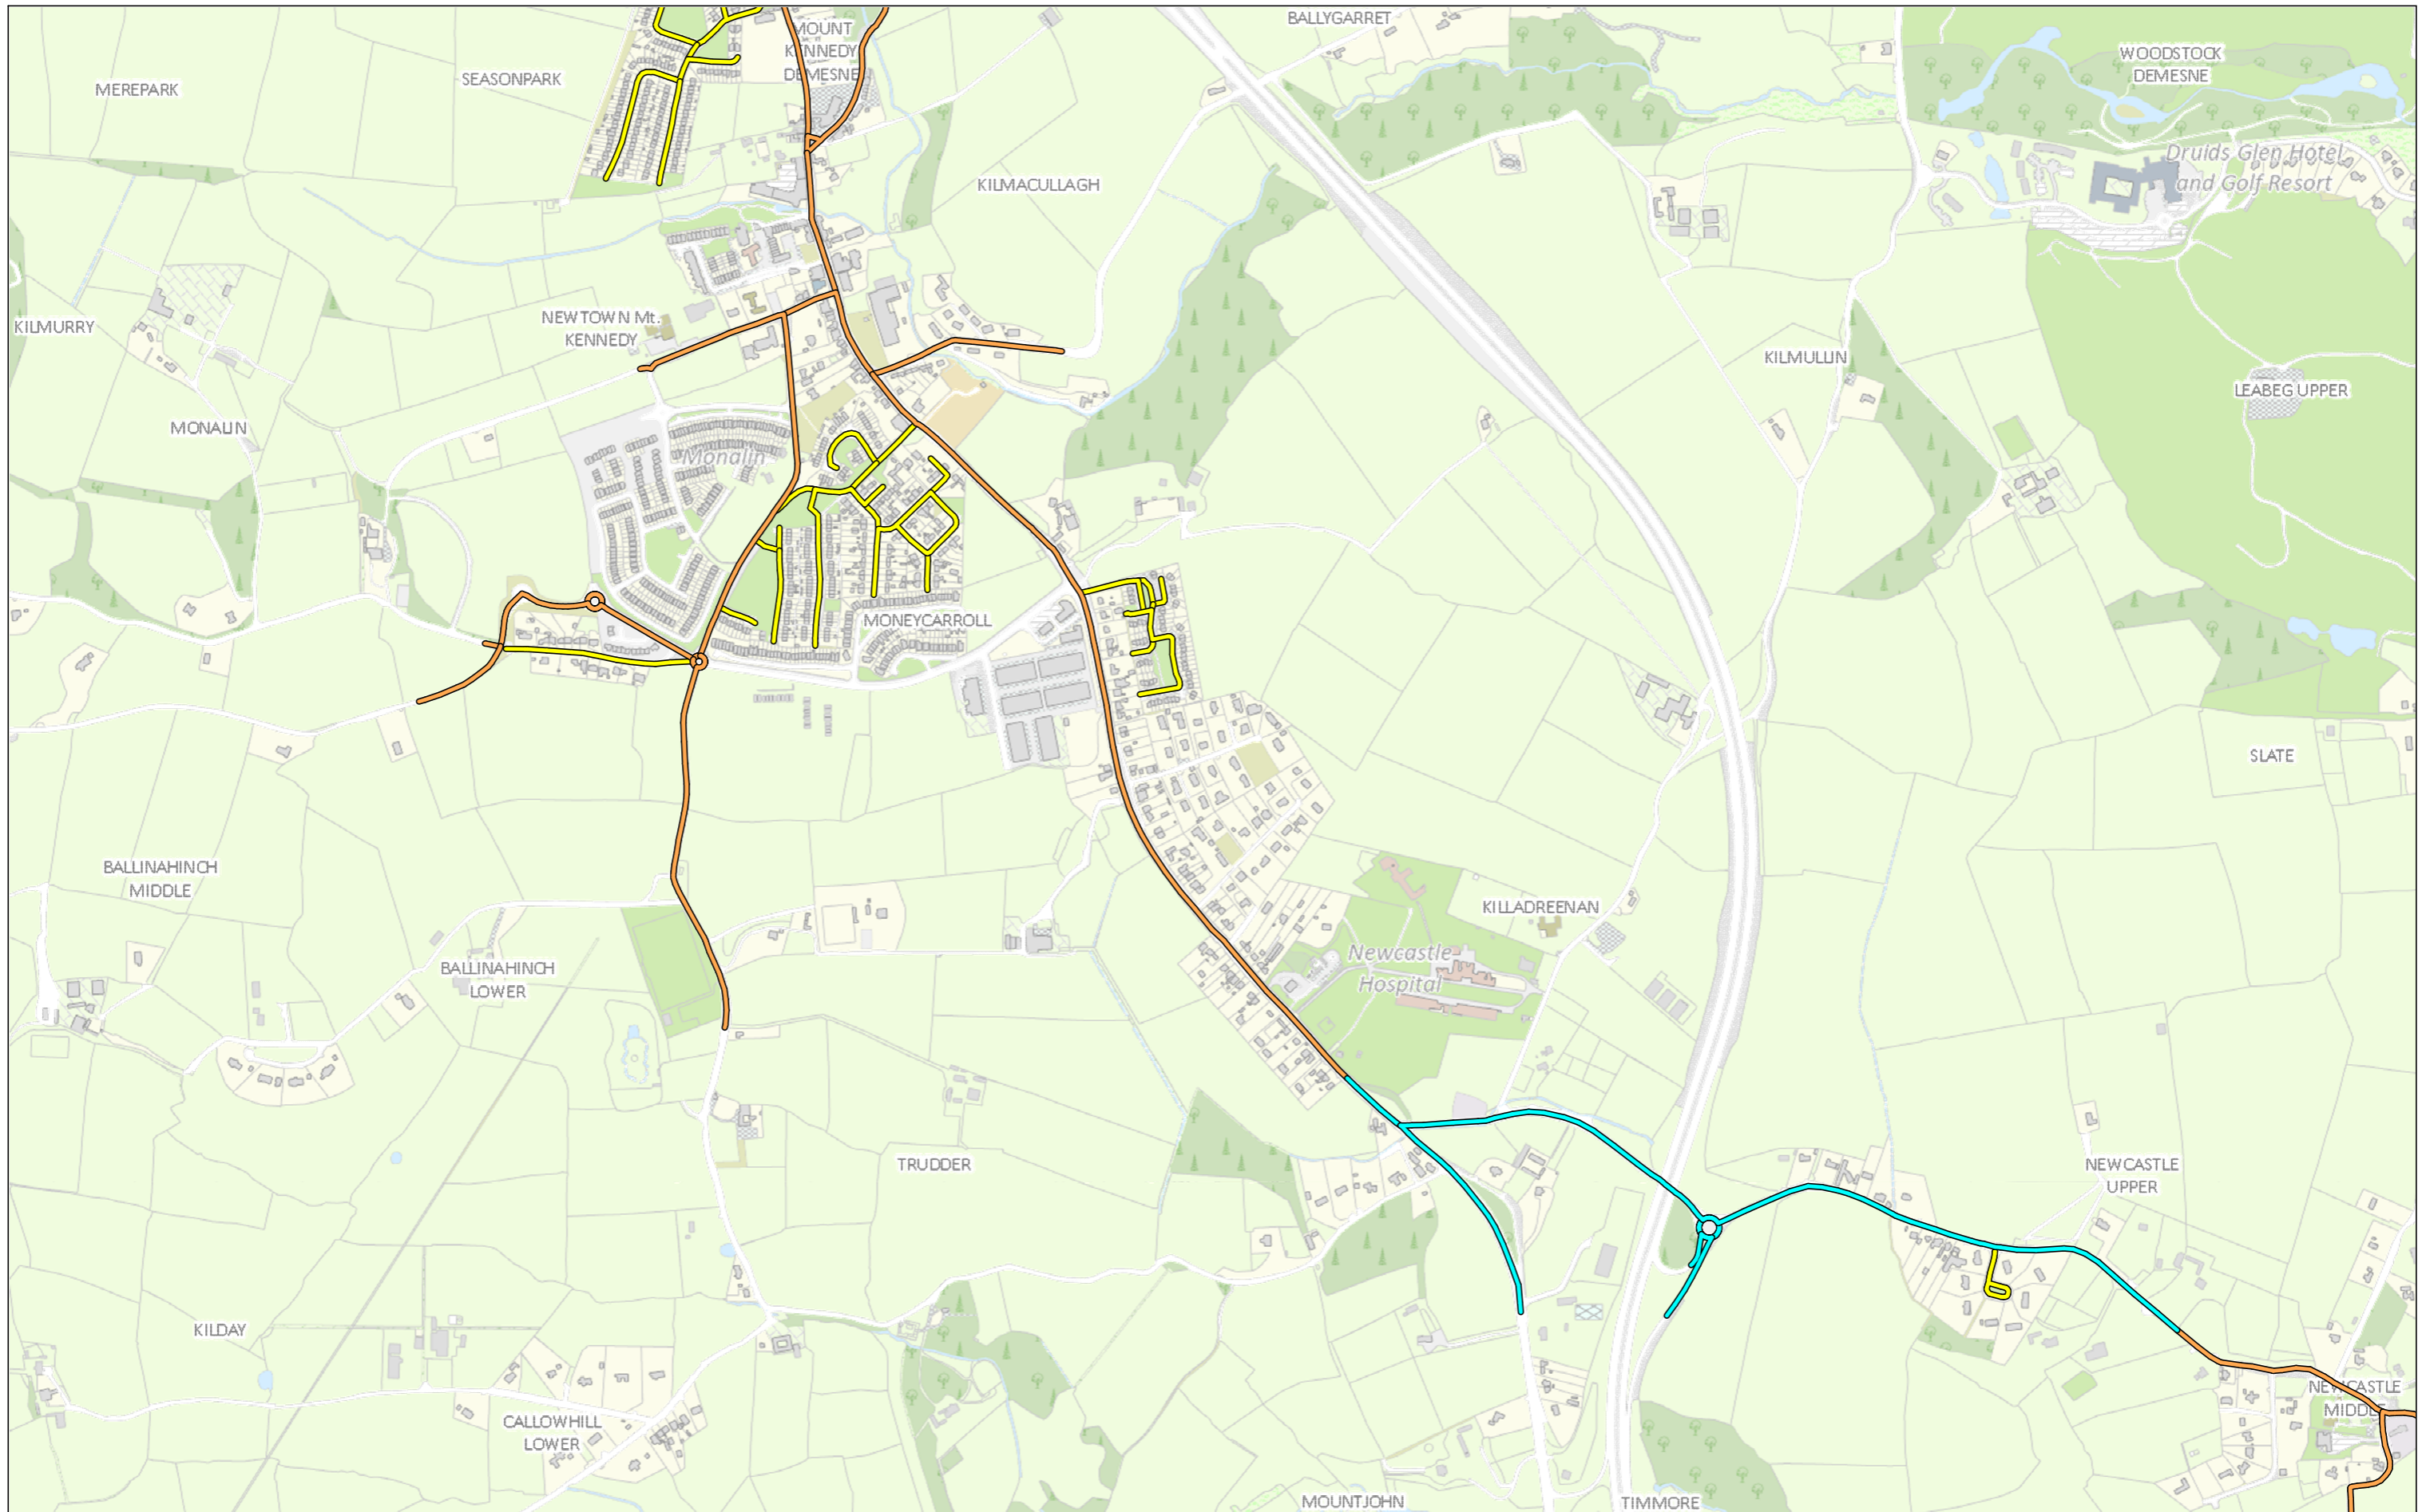 BALLYGARRET
MOUNT
KENNEDY
DEMESNE
WOODSTOCK
DEMESNE
SEASONPARK
MEREPARK
Druids Glen Hotel
and Golf Resort
KILMACULLAGH
NEWTOWN Mt.
KENNEDY
KILMURRY
KILMULLIN
LEABEG UPPER
MONALIN
Monalin
MONEYCARROLL
SLATE
BALLINAHINCH
MIDDLE
KILLADREENAN
Newcastle
Hospital
BALLINAHINCH
LOWER
TRUDDER
NEWCASTLE
UPPER
KILDAY
NEWCASTLE
MIDDLE
CALLOWHILL
LOWER
MOUNTJOHN
TIMMORE